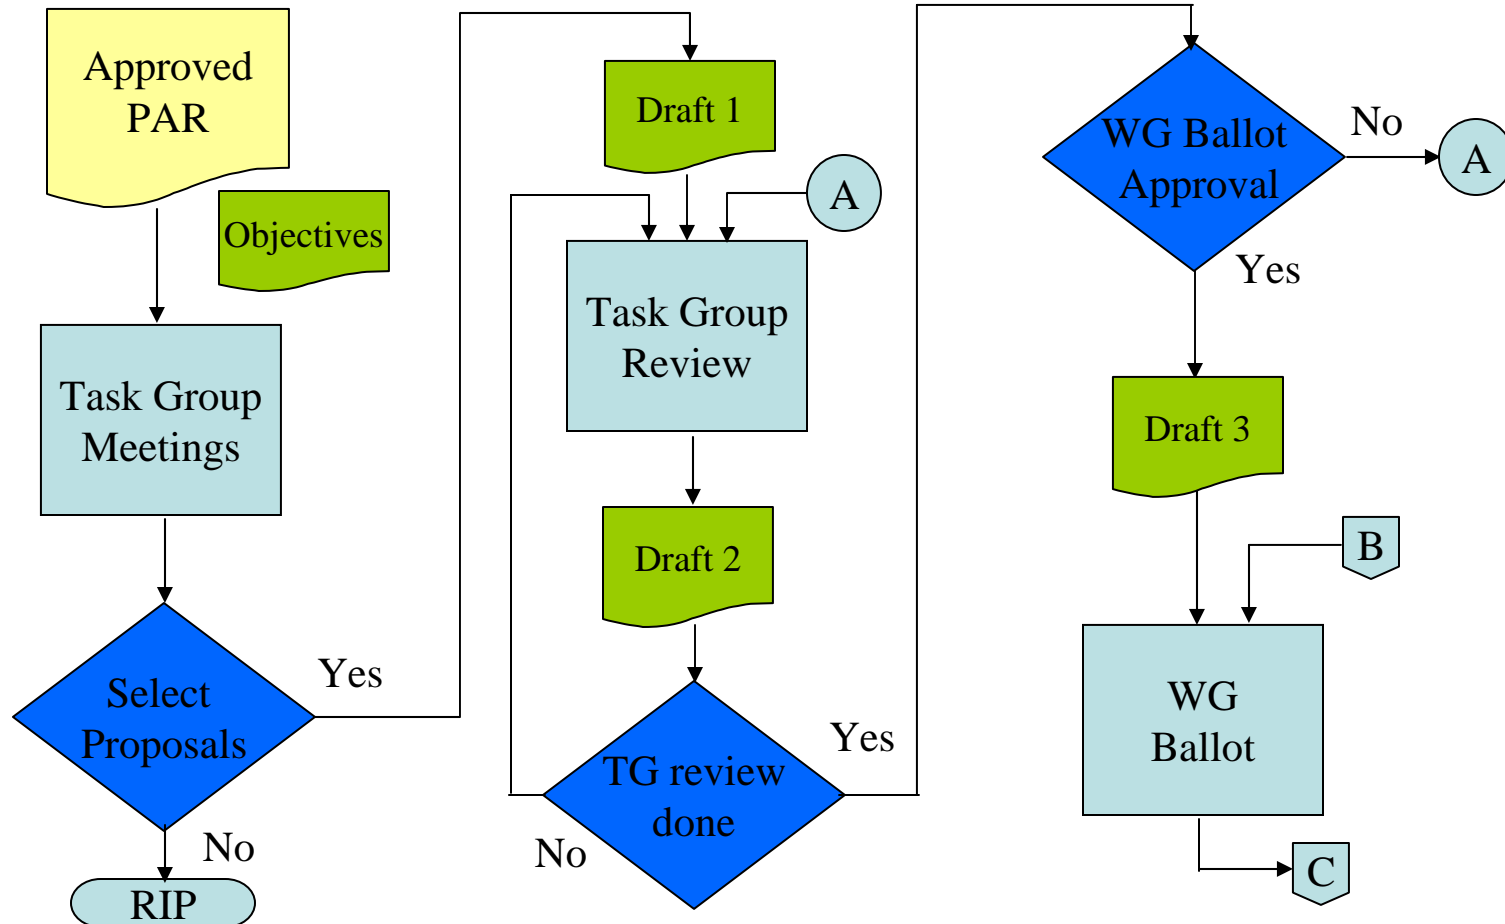 Approved
PAR
Objectives
Task Group
Meetings
Select
Proposals
Yes
No
RIP
Draft 1
A
Task Group
Review
Draft 2
TG review
done
Yes
No
WG Ballot
Approval
No
A
Yes
Draft 3
B
WG
Ballot
C